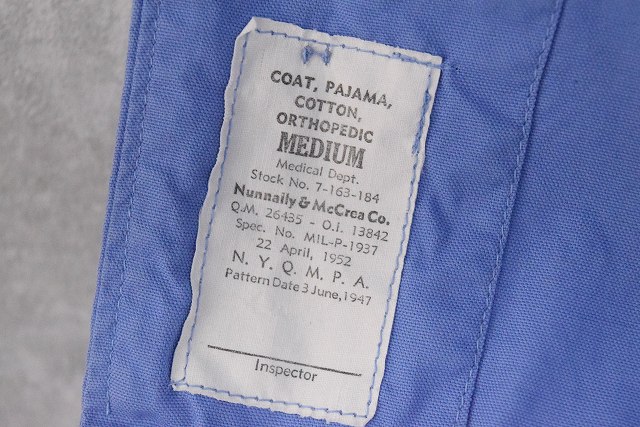 COAT, PAJAMA,
COTTON,
ORTHOPEDIC
MEDIUM
Medical Dept.
Stock No. 7-163-184
Nunnally & McCrea Co.
Q.M. 26435 - O.I. 13842
Spec. No. MIL-P-1937
22 April, 1952
N. Y. Q. M. P. A.
Pattern Date 3 June, 1947
Inspector